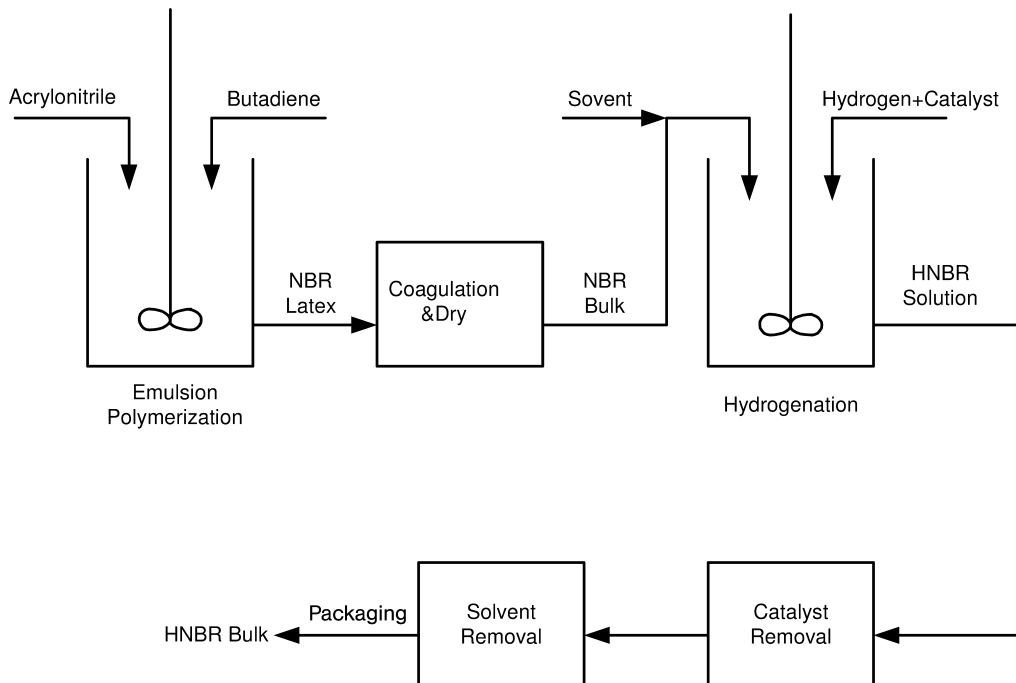 Acrylonitrile
Butadiene
Sovent
Hydrogen+Catalyst
NBR
Latex
Coagulation
&Dry
NBR
Bulk
HNBR
Solution
Emulsion
Polymerization
Hydrogenation
HNBR Bulk
Packaging
Solvent
Removal
Catalyst
Removal